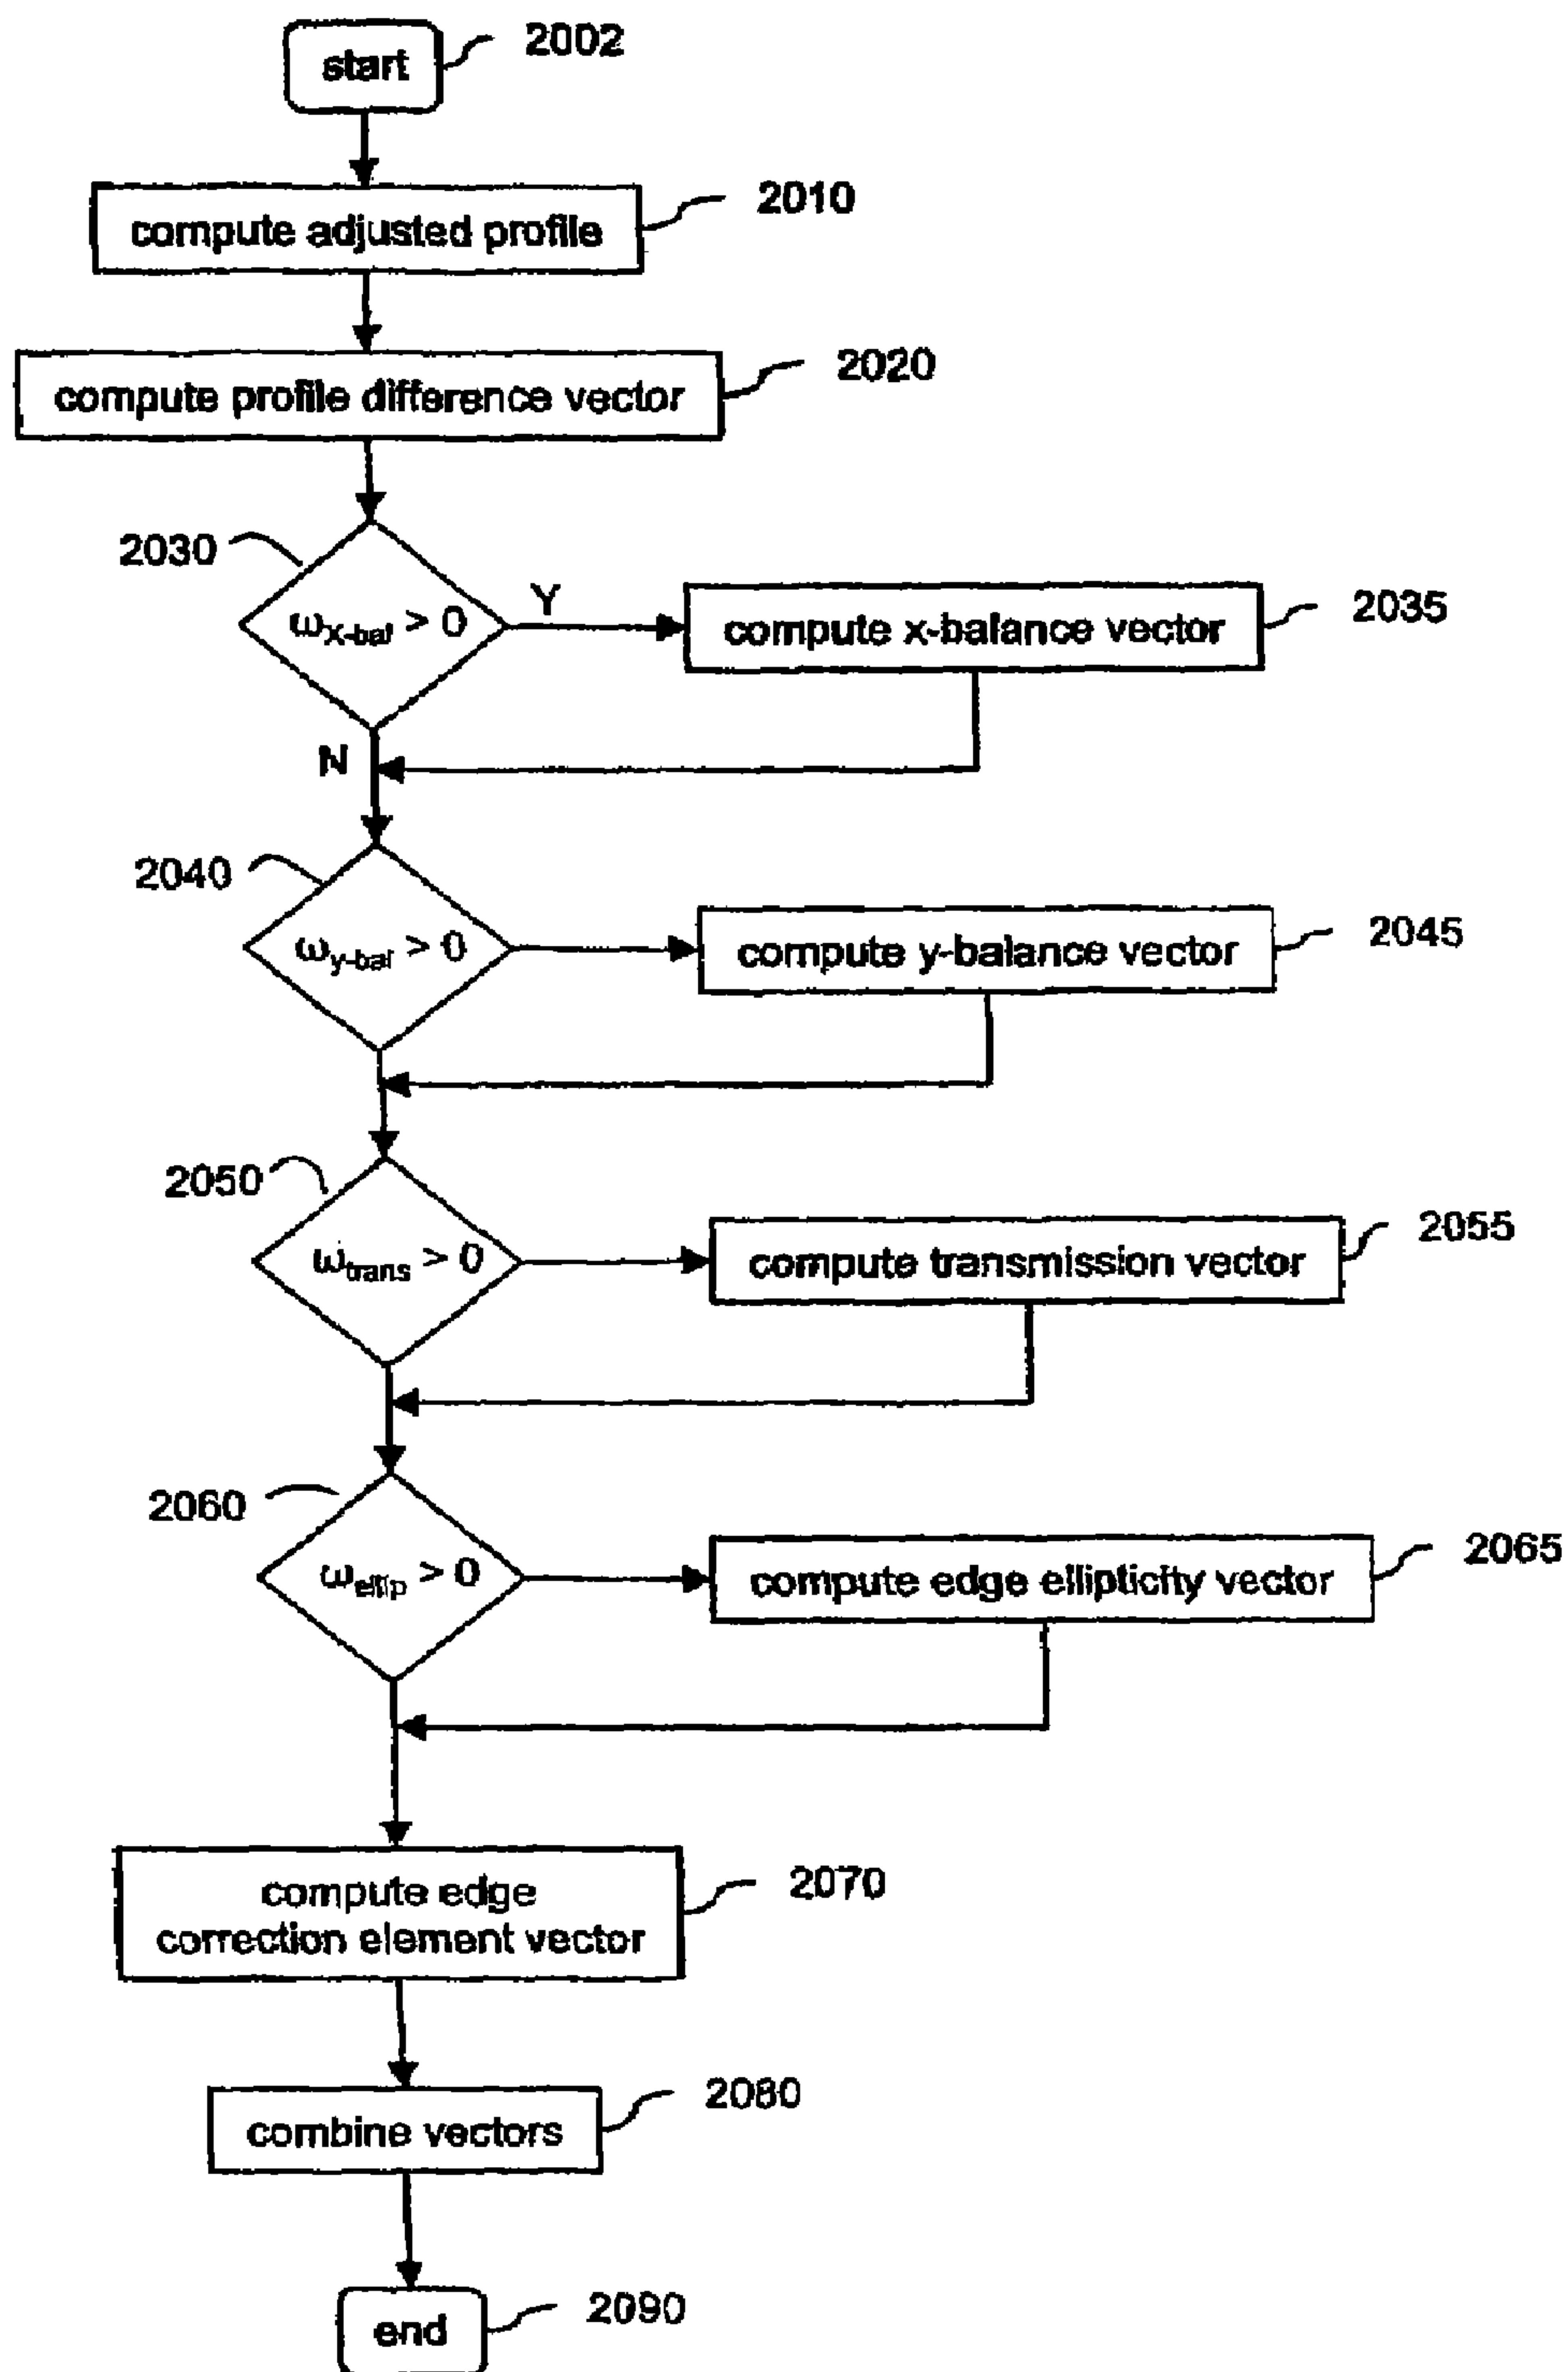 start
2002
compute adjusted profile
2010
compute profile difference vector
2020
2030
ωX-bal > 0
Y
compute x-balance vector
2035
N
2040
ωy-bal > 0
compute y-balance vector
2045
2050
ωtrans > 0
compute transmission vector
2055
2060
ωellip > 0
compute edge ellipticity vector
2065
compute edge
correction element vector
2070
combine vectors
2080
end
2090